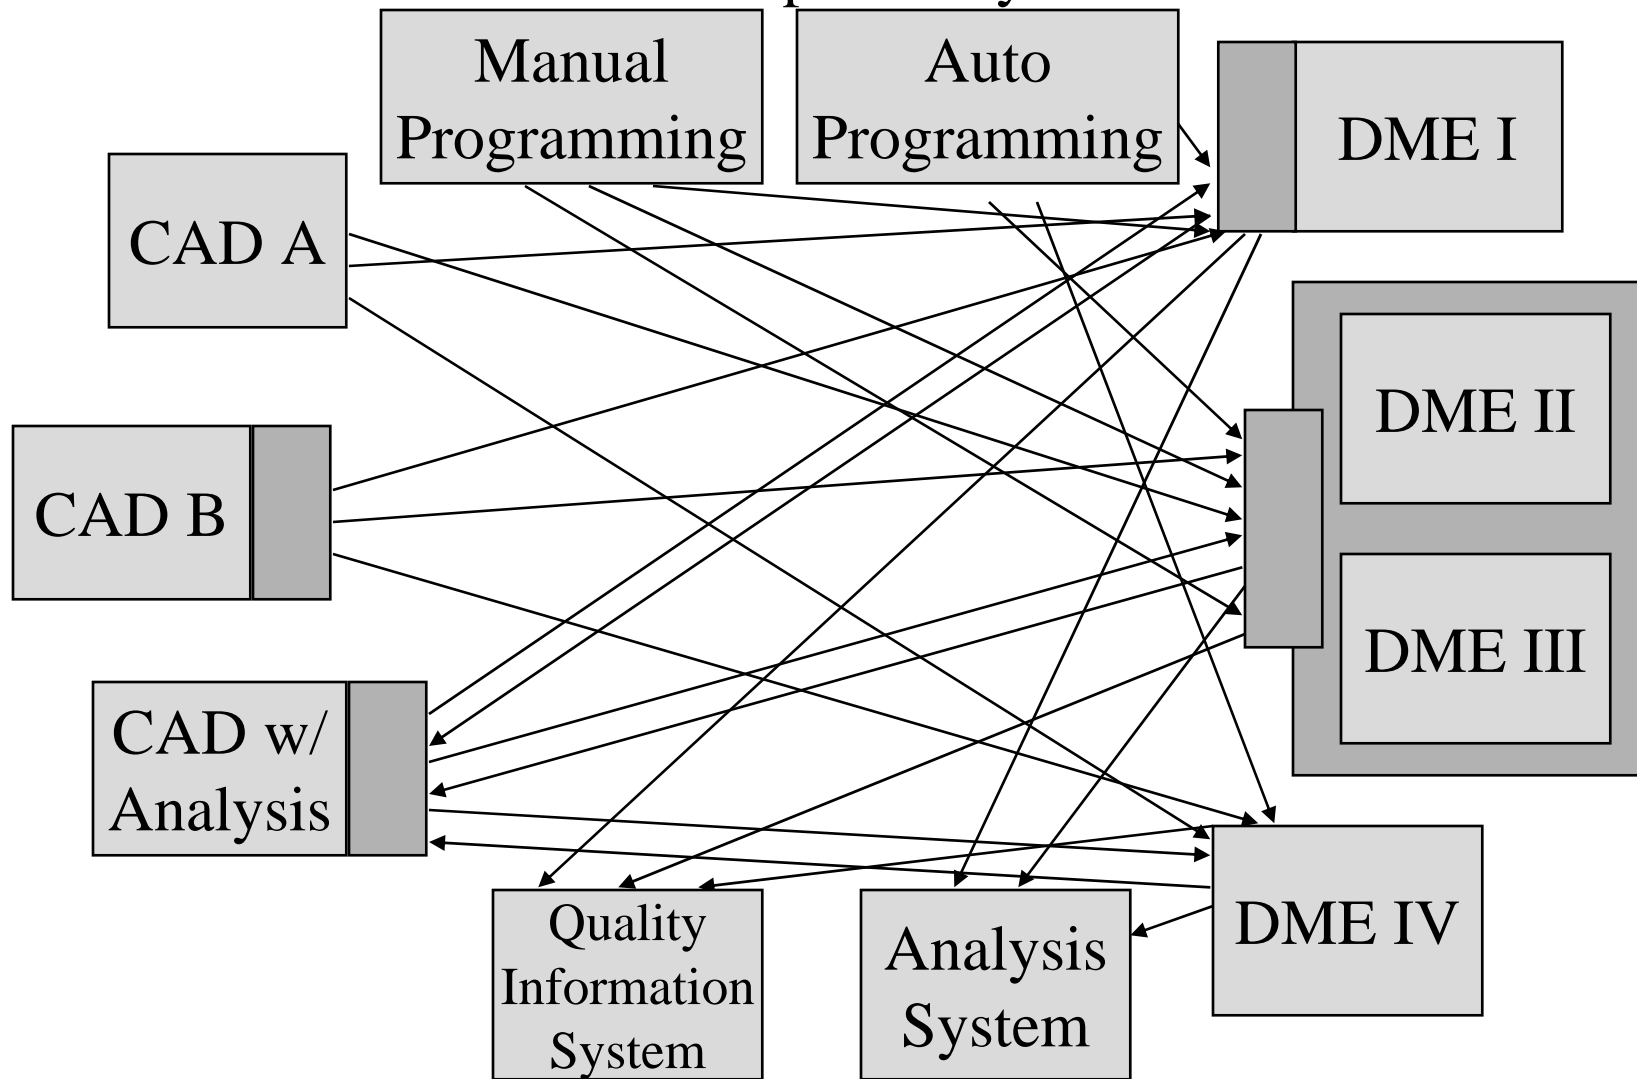 Manual
Programming
Auto
Programming
DME I
CAD A
DME II
CAD B
DME III
CAD w/
Analysis
Quality
Information
System
Analysis
System
DME IV